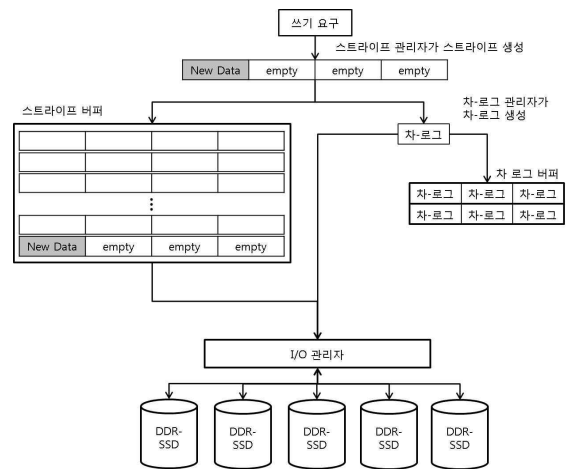 쓰기 요구
스트라이프 관리자가 스트라이프 생성
New Data empty empty empty
스트라이프 버퍼
차-로그 관리자가
차-로그 생성
차-로그
차 로그 버퍼
차-로그 차-로그 차-로그
차-로그 차-로그 차-로그
New Data empty empty empty
I/O 관리자
DDR- DDR- DDR- DDR- DDR-
SSD SSD SSD SSD SSD